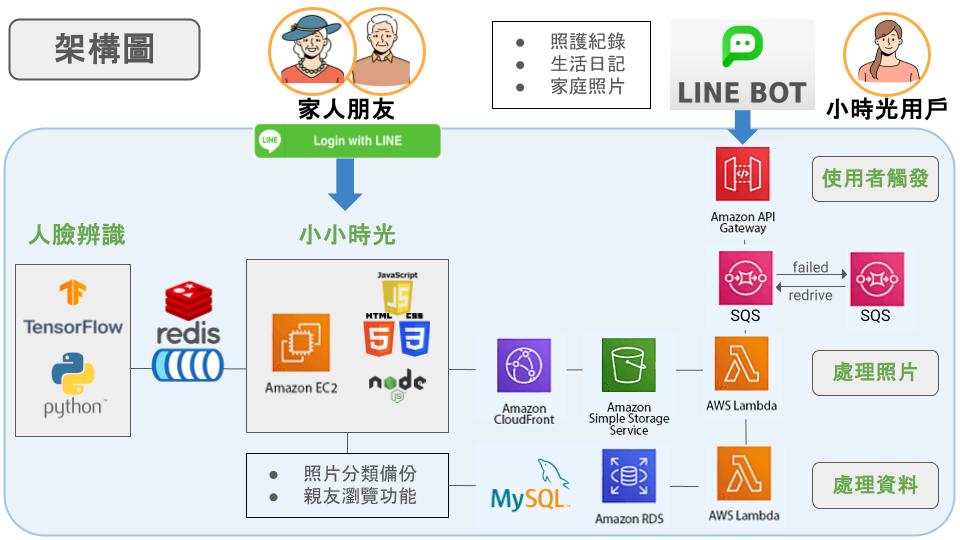 架構圖
家人朋友
LINE
Login with LINE
● 照護紀錄
● 生活日記
● 家庭照片
LINE BOT
小時光用戶
使用者觸發
Amazon API
Gateway
人臉辨識
小小時光
failed
redrive
SQS
SQS
TensorFlow
python™
redis
Amazon EC2
JavaScript
JS
HTML
5
CSS
3
node
JS
Amazon
CloudFront
Amazon
Simple Storage
Service
AWS Lambda
處理照片
● 照片分類備份
● 親友瀏覽功能
MySQL™
Amazon RDS
AWS Lambda
處理資料